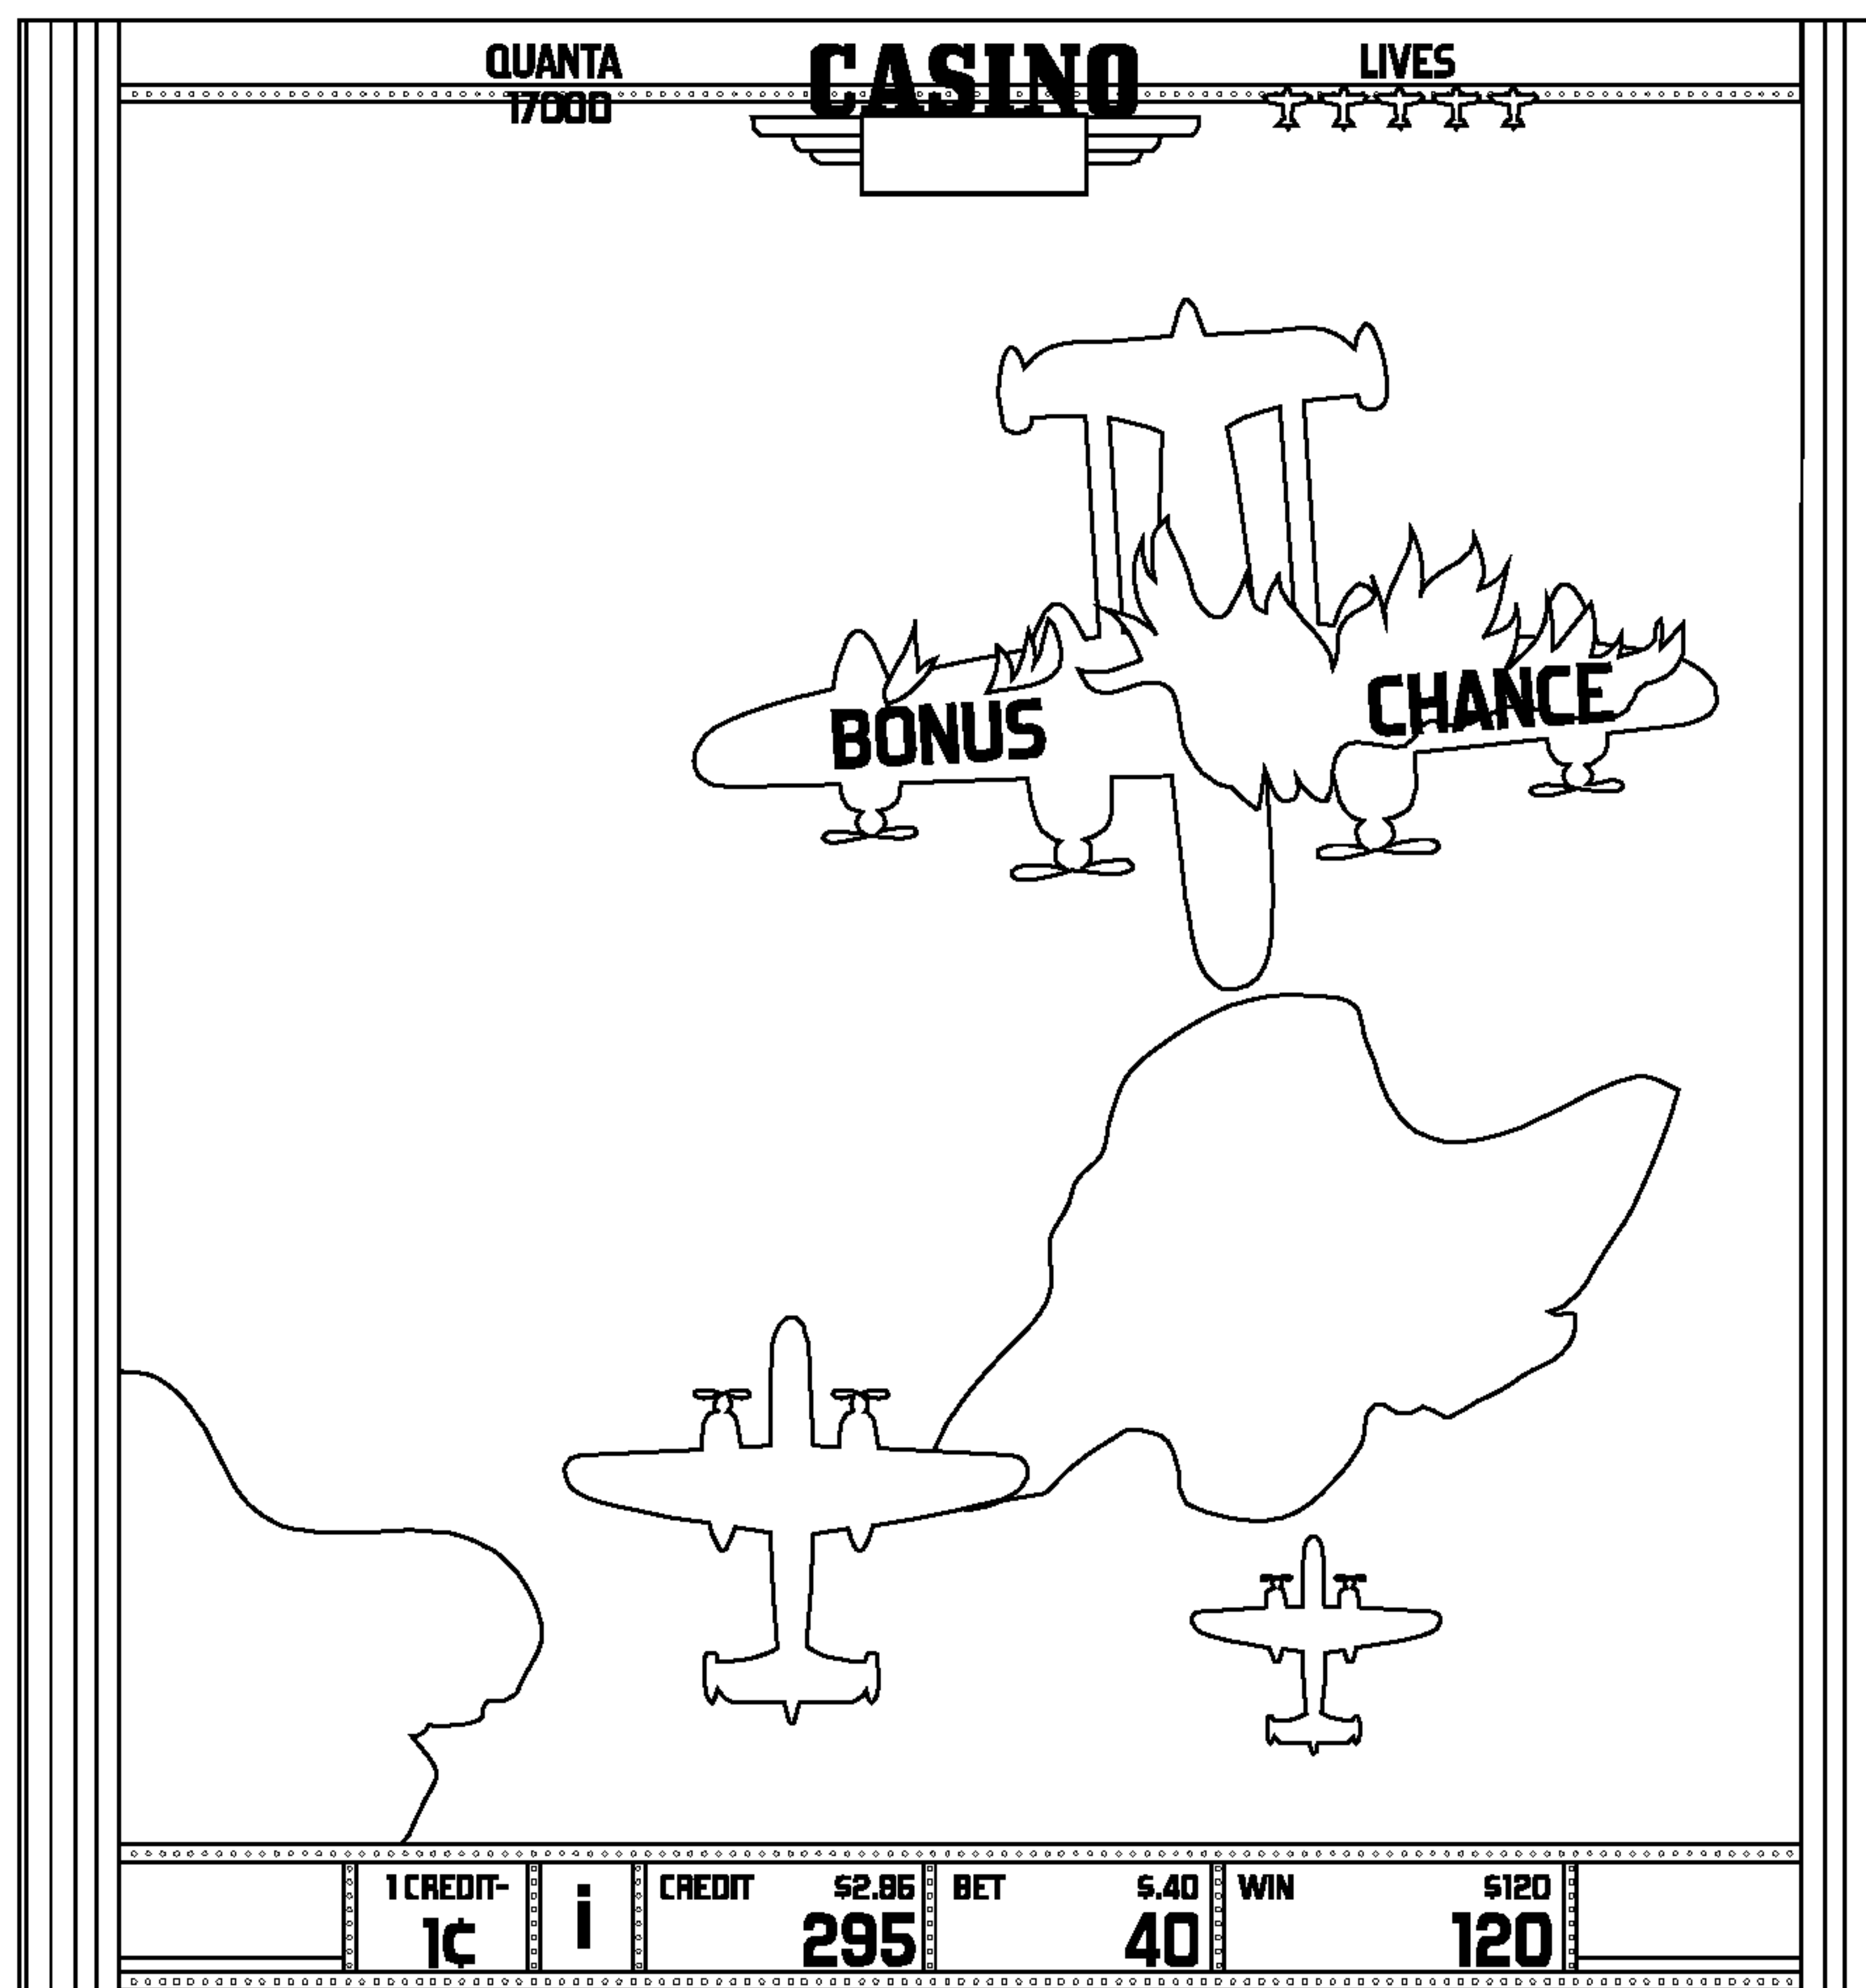 QUANTA
17000
CASINO
LIVES
BONUS
CHANCE
1 CREDIT-
1¢
i
CREDIT
$2.86
295
BET
$.40
40
WIN
$120
120